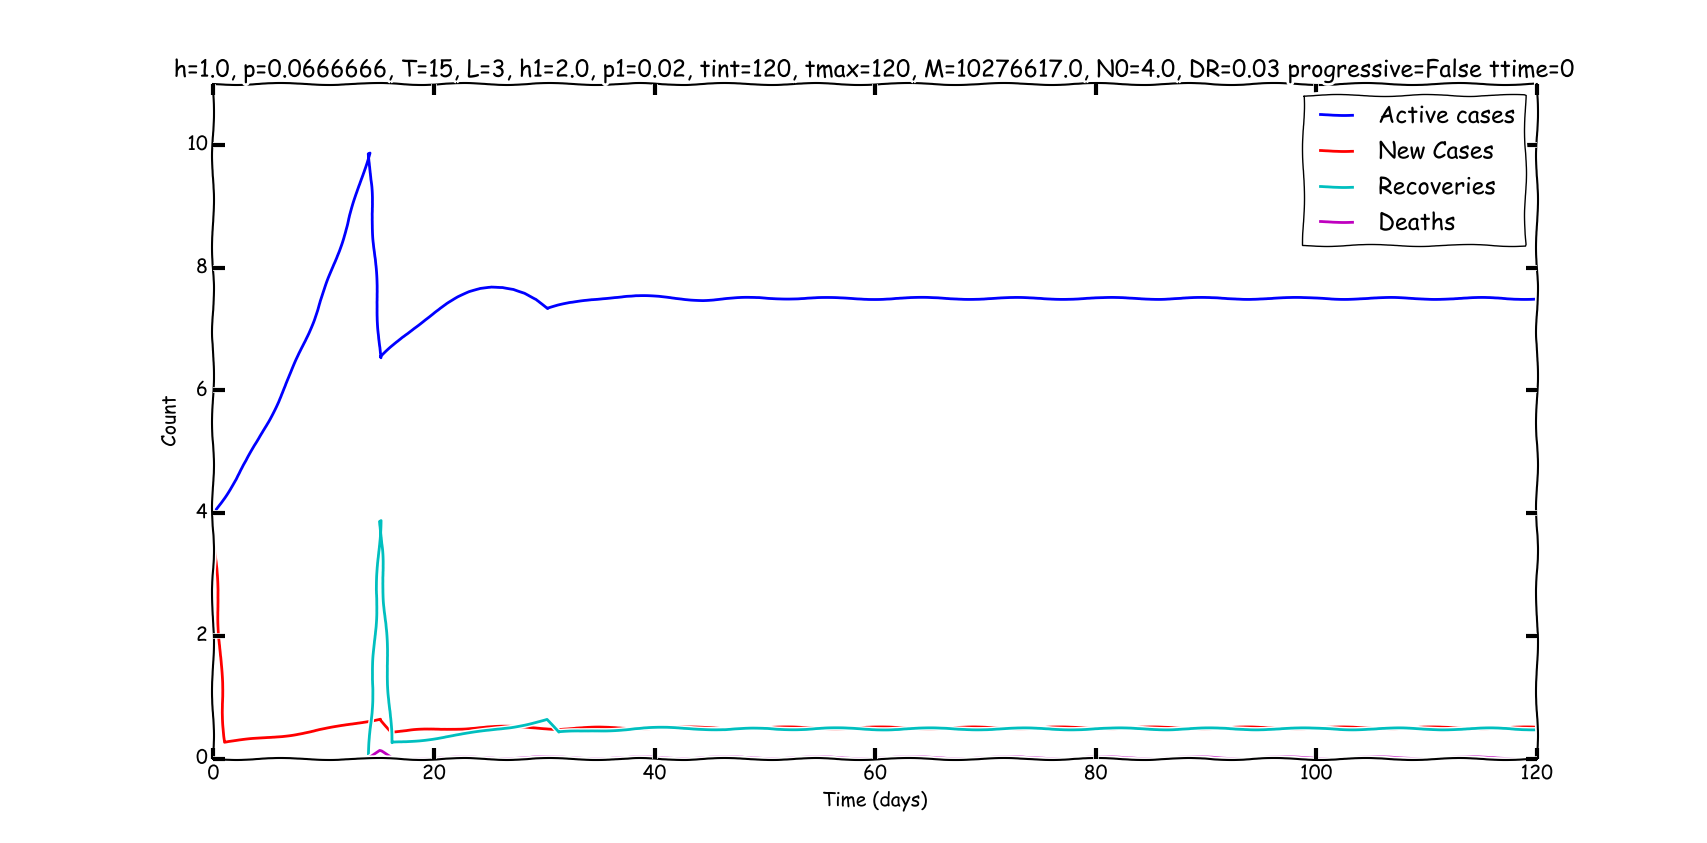 h=1.0, p=0.0666666, T=15, L=3, h1=2.0, p1=0.02, tint=120, tmax=120, M=10276617.0, N0=4.0, DR=0.03 progressive=False ttime=0
Active cases
New Cases
Recoveries
Deaths
10
8
6
4
2
0
Count
0 20 40 60 80 100 120
Time (days)